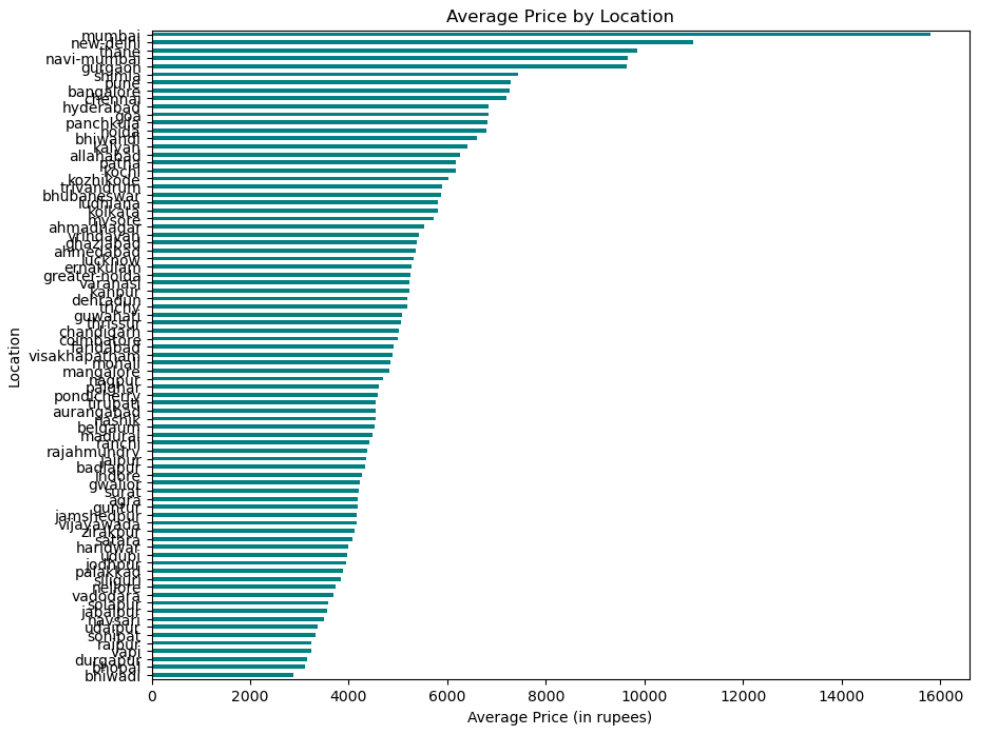 Average Price by Location
mumbai
new-delhi
thane
navi-mumbai
gurgaon
shimla
pune
bangalore
chennai
hyderabad
goa
panchkula
noida
bhiwandi
kalyan
allahabad
patna
kochi
kozhikode
trivandrum
bhubaneswar
ludhiana
kolkata
mysore
ahmadnagar
vrindavan
ghaziabad
ahmedabad
lucknow
ernakulam
greater-noida
varanasi
kanpur
dehradun
trichy
guwahati
thrissur
chandigarh
coimbatore
faridabad
visakhapatnam
mohali
mangalore
nagpur
palghar
pondicherry
tirupati
aurangabad
nashik
belgaum
madurai
ranchi
rajahmundry
jaipur
badlapur
indore
gwalior
surat
agra
guntur
jamshedpur
vijayawada
zirakpur
satara
haridwar
udupi
jodhpur
palakkad
siliguri
nellore
vadodara
solapur
jabalpur
navsari
udaipur
sonipat
raipur
vapi
durgapur
bhopal
bhiwadi
Location
0 2000 4000 6000 8000 10000 12000 14000 16000
Average Price (in rupees)